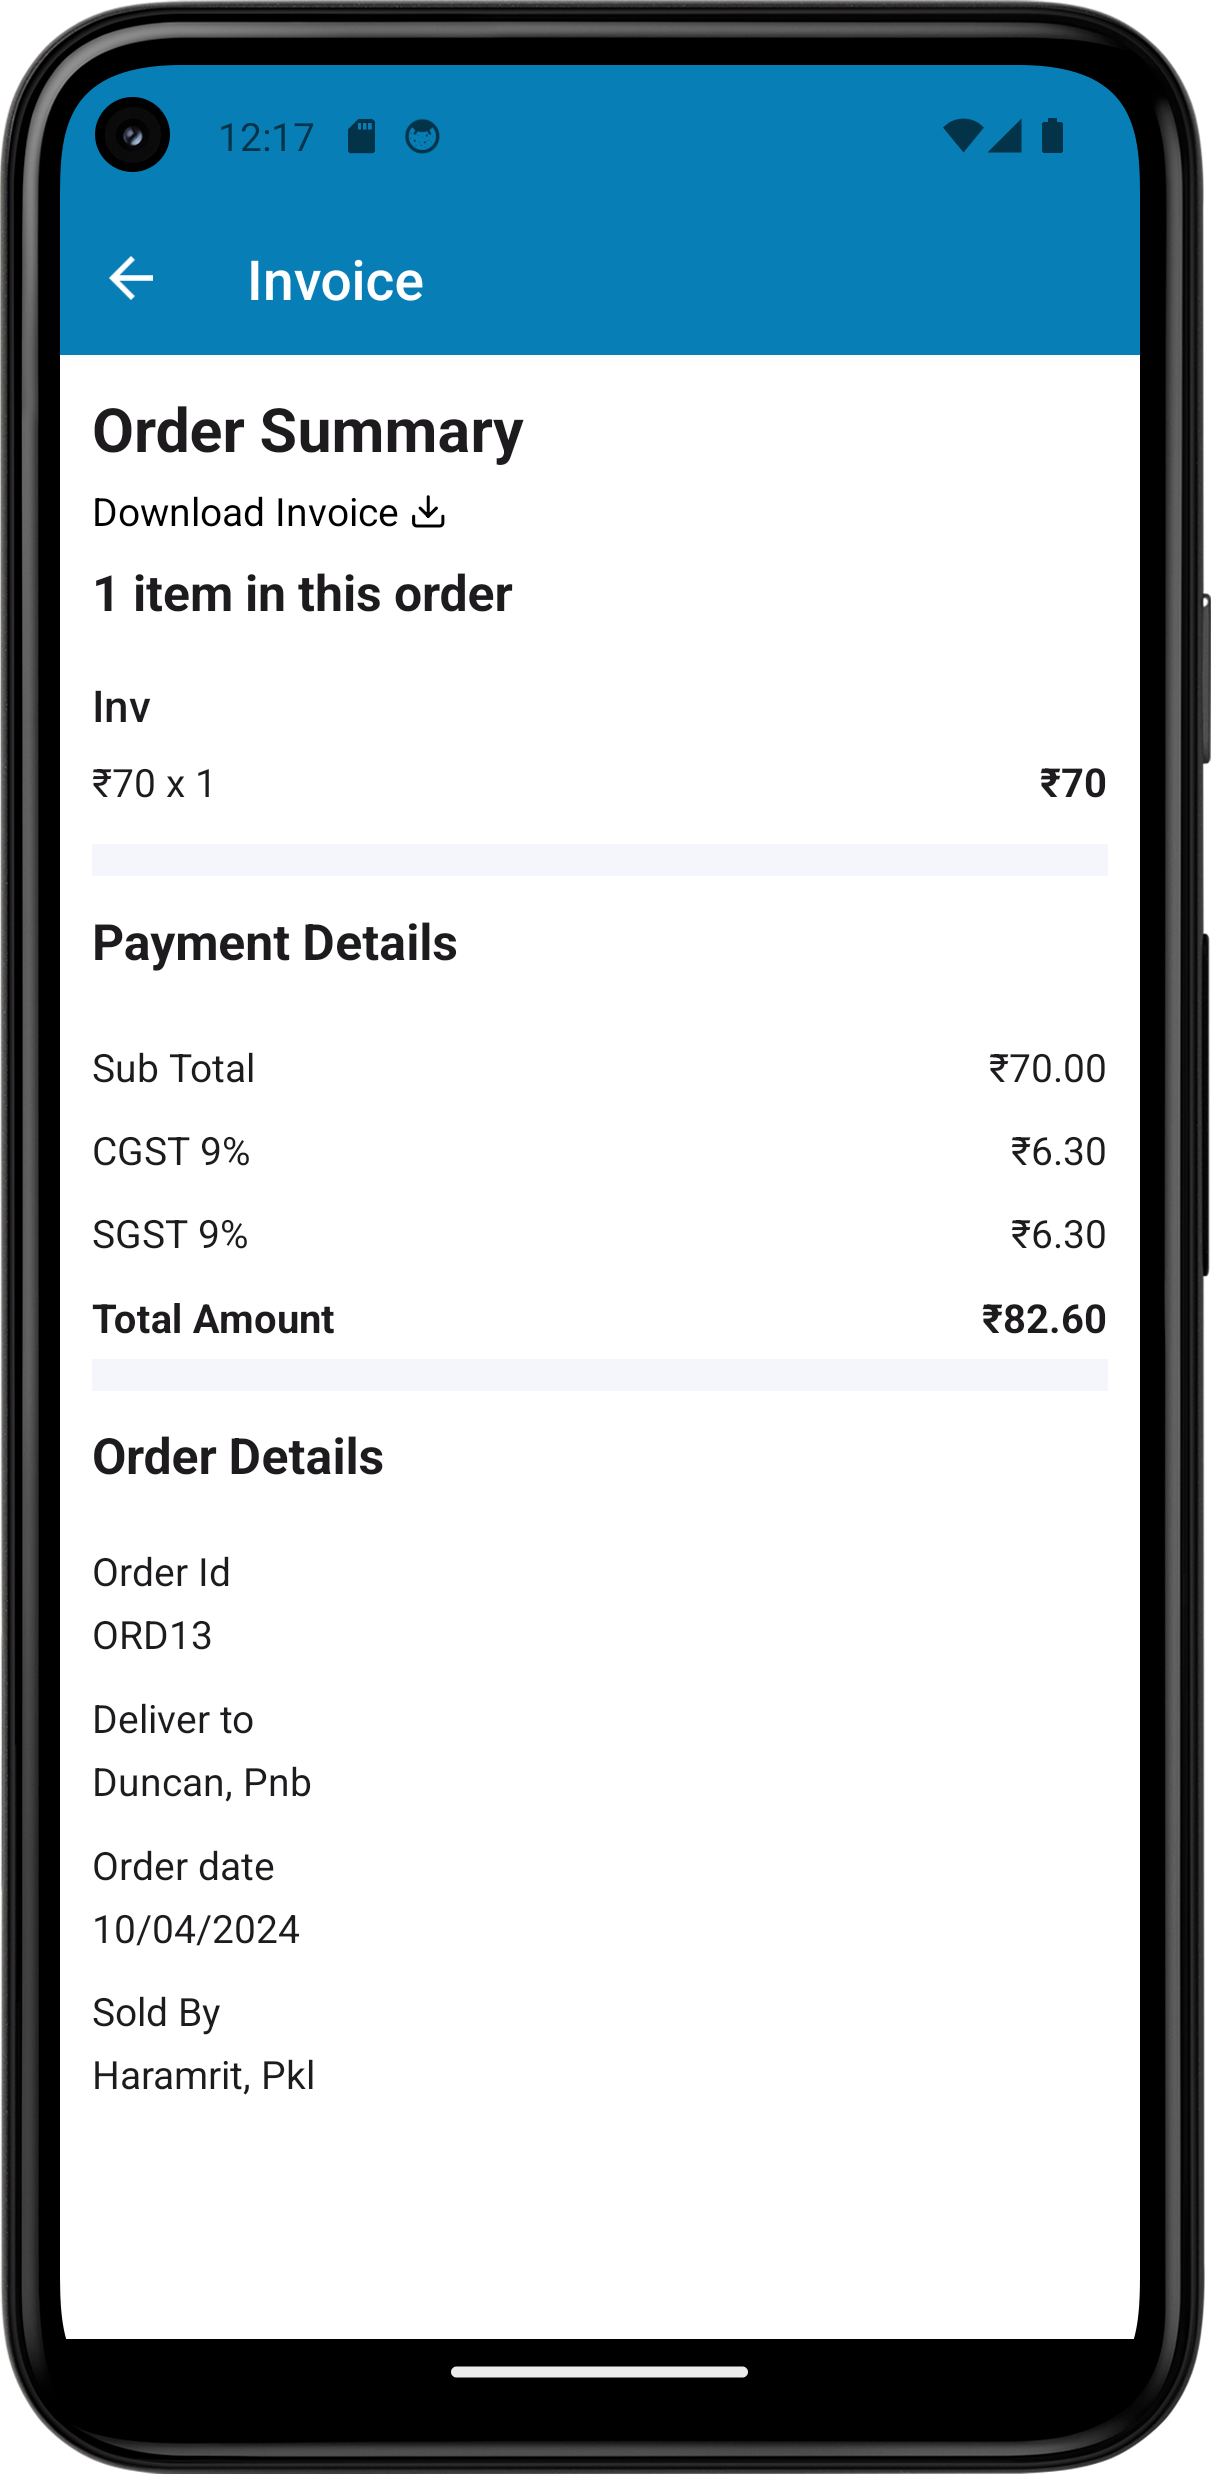 12:17
Invoice
Order Summary
Download Invoice
1 item in this order
Inv
₹70 x 1 ₹70
Payment Details
Sub Total ₹70.00
CGST 9% ₹6.30
SGST 9% ₹6.30
Total Amount ₹82.60
Order Details
Order Id
ORD13
Deliver to
Duncan, Pnb
Order date
10/04/2024
Sold By
Haramrit, Pkl